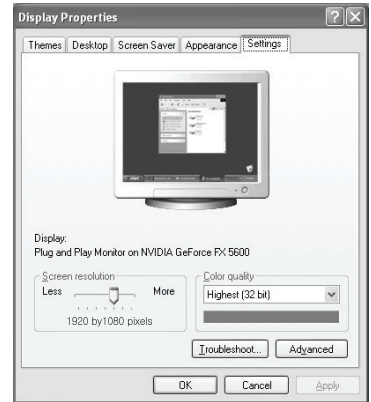 Display Properties
Themes Desktop Screen Saver Appearance Settings
Display:
Plug and Play Monitor on NVIDIA GeForce FX 5600
Screen resolution
Less More
1920 by1080 pixels
Color quality
Highest (32 bit)
Troubleshoot... Advanced
OK Cancel Apply